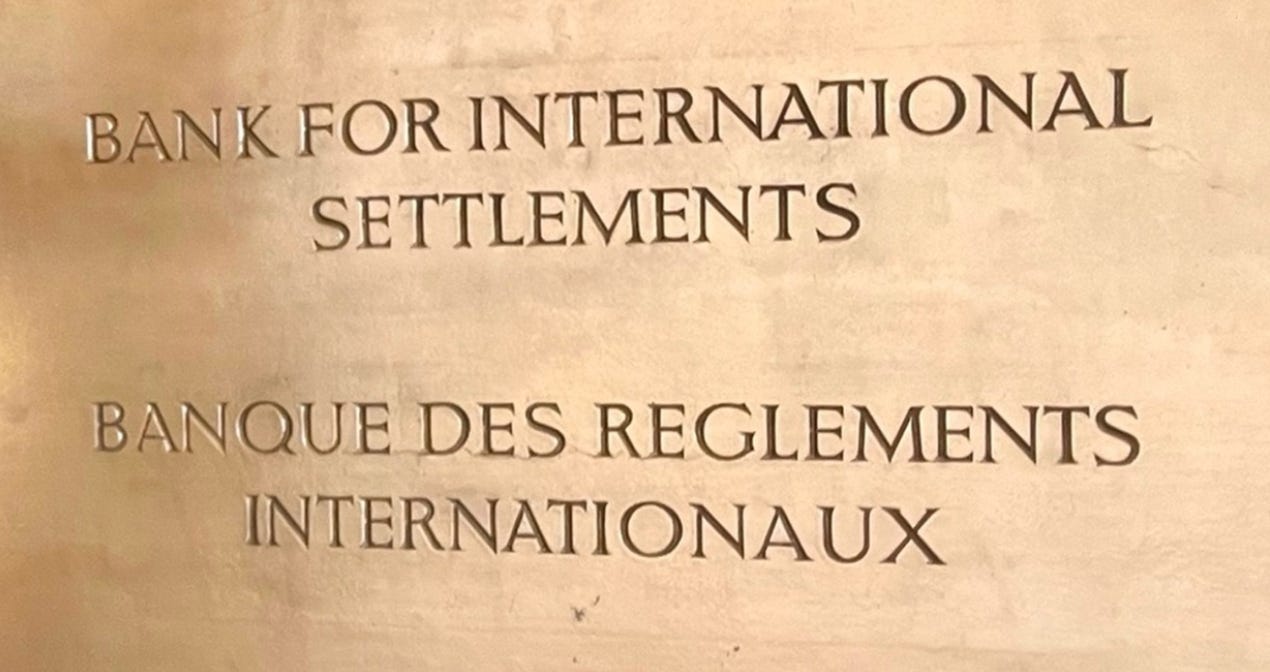 BANK FOR INTERNATIONAL
SETTLEMENTS
BANQUE DES REGLEMENTS
INTERNATIONAUX